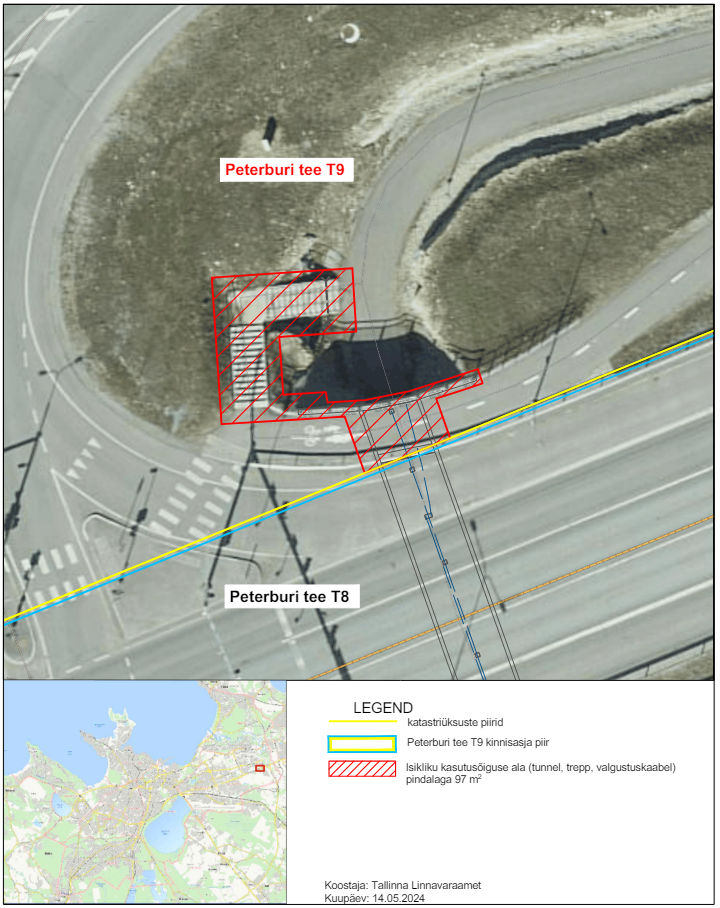 Peterburi tee T9
Peterburi tee T8
LEGEND
katastriüksuste piirid
Peterburi tee T9 kinnisasja piir
Isikliku kasutusõiguse ala (tunnel, trepp, valgustuskaabel)
pindalaga 97 m²
Koostaja: Tallinna Linnavaraamet
Kuupäev: 14.05.2024